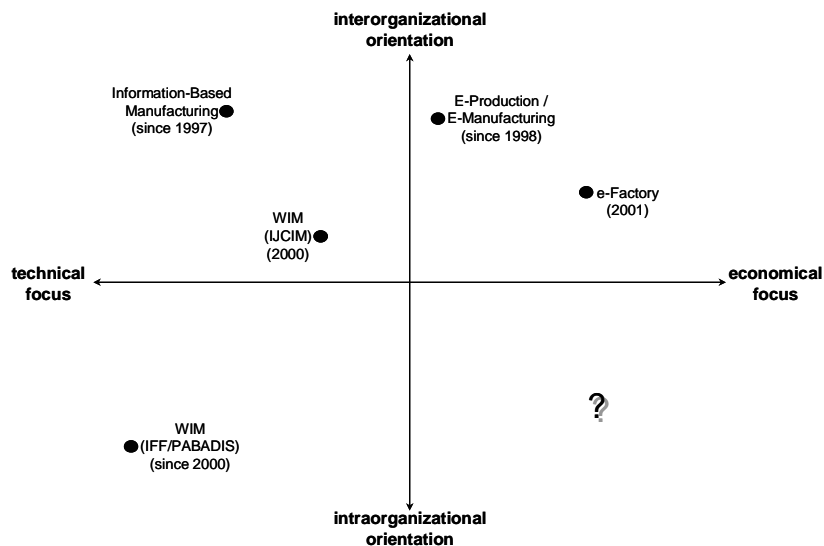 interorganizational
orientation
Information-Based
Manufacturing
(since 1997)
E-Production /
E-Manufacturing
(since 1998)
e-Factory
(2001)
WIM
(IJCIM)
(2000)
technical
focus
economical
focus
?
WIM
(IFF/PABADIS)
(since 2000)
intraorganizational
orientation